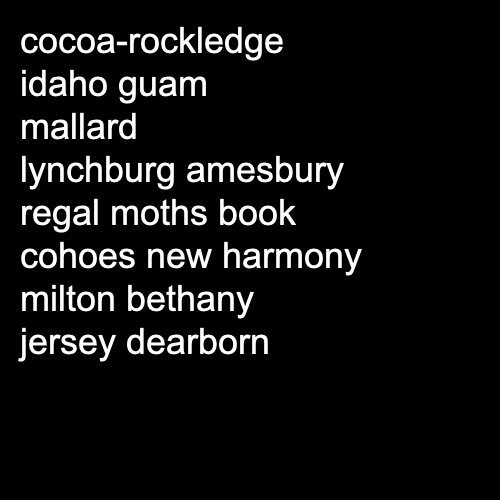 cocoa-rockledge
idaho guam
mallard
lynchburg amesbury
regal moths book
cohoes new harmony
milton bethany
jersey dearborn